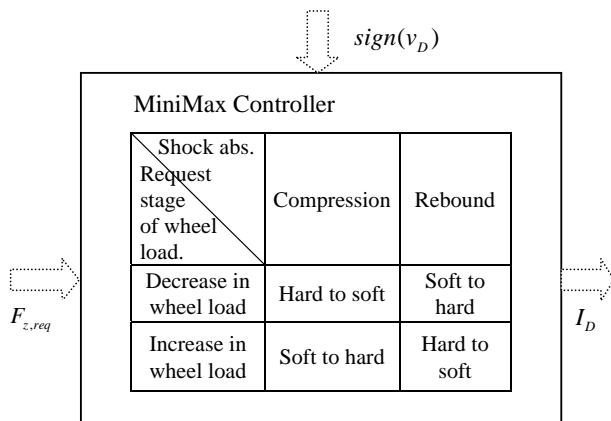 sign(v_D)
MiniMax Controller
Shock abs.
Request
stage
of wheel
load.
Compression
Rebound
Decrease in
wheel load
Hard to soft
Soft to
hard
Increase in
wheel load
Soft to hard
Hard to
soft
F_{z,req}
I_D